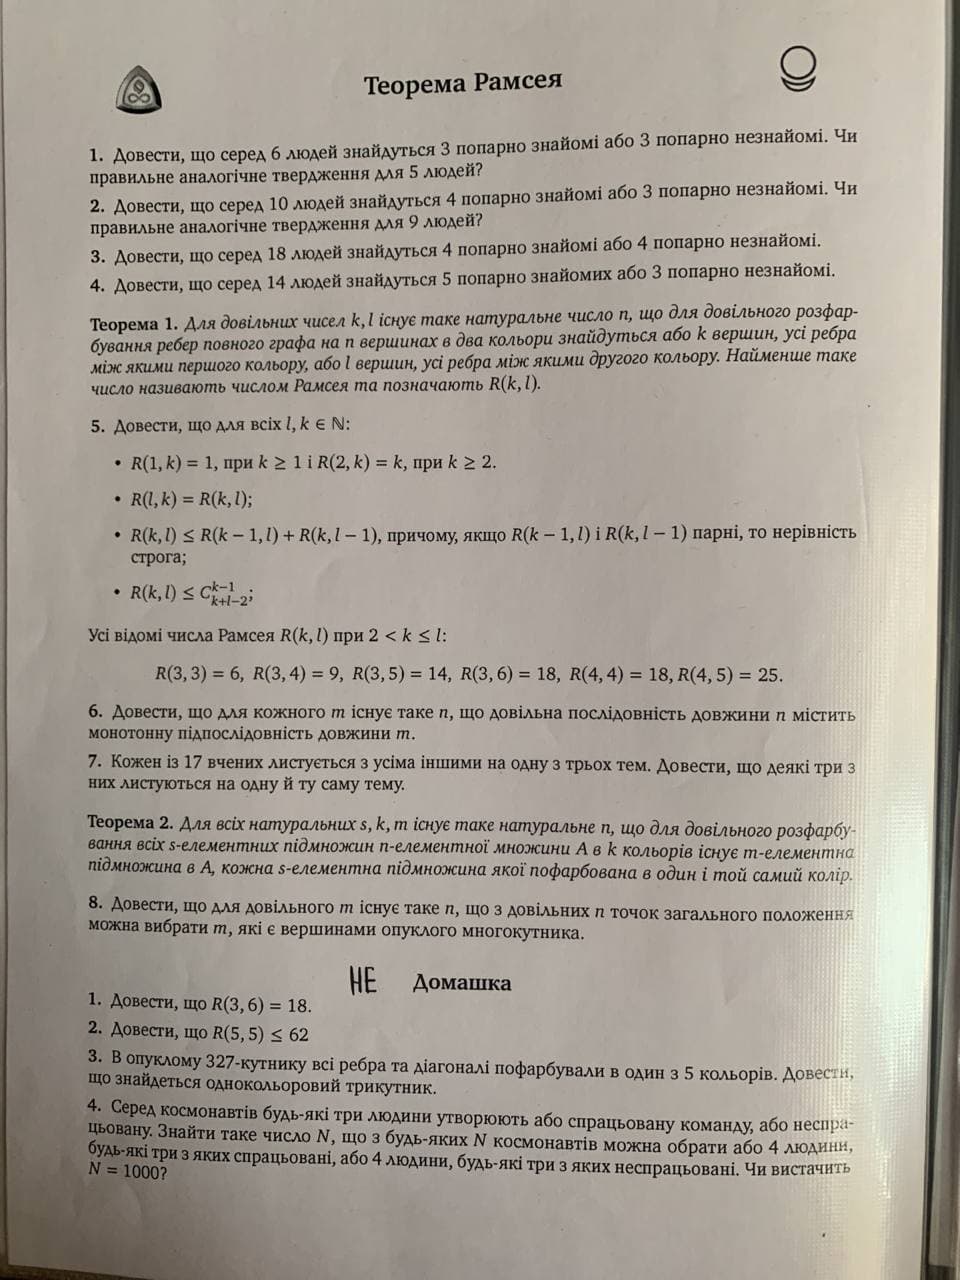 Теорема Рамсея
1. Довести, що серед 6 людей знайдуться 3 попарно знайомі або 3 попарно незнайомі. Чи
правильне аналогічне твердження для 5 людей?
2. Довести, що серед 10 людей знайдуться 4 попарно знайомі або 3 попарно незнайомі. Чи
правильне аналогічне твердження для 9 людей?
3. Довести, що серед 18 людей знайдуться 4 попарно знайомі або 4 попарно незнайомі.
4. Довести, що серед 14 людей знайдуться 5 попарно знайомих або 3 попарно незнайомі.
Теорема 1. Для довільних чисел k, l існує таке натуральне число n, що для довільного розфар-
бування ребер повного графа на n вершинах в два кольори знайдуться або k вершин, усі ребра
між якими першого кольору, або l вершин, усі ребра між якими другого кольору. Найменше таке
число називають числом Рамсея та позначають R(k, l).
5. Довести, що для всіх l, k ∈ ℕ:
• R(1, k) = 1, при k ≥ 1 і R(2, k) = k, при k ≥ 2.
• R(l, k) = R(k, l);
• R(k, l) ≤ R(k − 1, l) + R(k, l − 1), причому, якщо R(k − 1, l) і R(k, l − 1) парні, то нерівність
строга;
• R(k, l) ≤ C_{k+l−2}^{k−1};
Усі відомі числа Рамсея R(k, l) при 2 < k ≤ l:
R(3, 3) = 6, R(3, 4) = 9, R(3, 5) = 14, R(3, 6) = 18, R(4, 4) = 18, R(4, 5) = 25.
6. Довести, що для кожного m існує таке n, що довільна послідовність довжини n містить
монотонну підпослідовність довжини m.
7. Кожен із 17 вчених листується з усіма іншими на одну з трьох тем. Довести, що деякі три з
них листуються на одну й ту саму тему.
Теорема 2. Для всіх натуральних s, k, m існує таке натуральне n, що для довільного розфарбу-
вання всіх s-елементних підмножин n-елементної множини A в k кольорів існує m-елементна
підмножина в A, кожна s-елементна підмножина якої пофарбована в один і той самий колір.
8. Довести, що для довільного m існує таке n, що з довільних n точок загального положення
можна вибрати m, які є вершинами опуклого многокутника.
НЕ Домашка
1. Довести, що R(3, 6) = 18.
2. Довести, що R(5, 5) ≤ 62
3. В опуклому 327-кутнику всі ребра та діагоналі пофарбували в один з 5 кольорів. Довести,
що знайдеться однокольоровий трикутник.
4. Серед космонавтів будь-які три людини утворюють або спрацьовану команду, або неспра-
цьовану. Знайти таке число N, що з будь-яких N космонавтів можна обрати або 4 людини,
будь-які три з яких спрацьовані, або 4 людини, будь-які три з яких неспрацьовані. Чи вистачить
N = 1000?